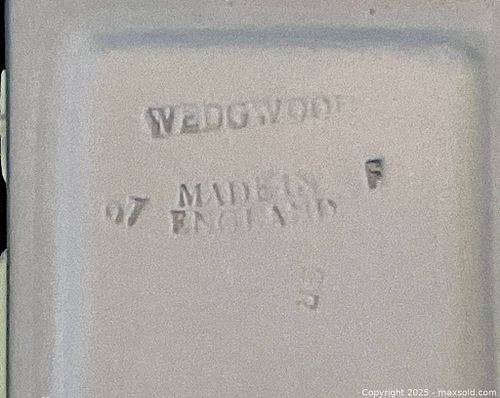 WEDGWOOD
F
MADE IN
07
ENGLAND
Copyright 2025 - maxsold.com